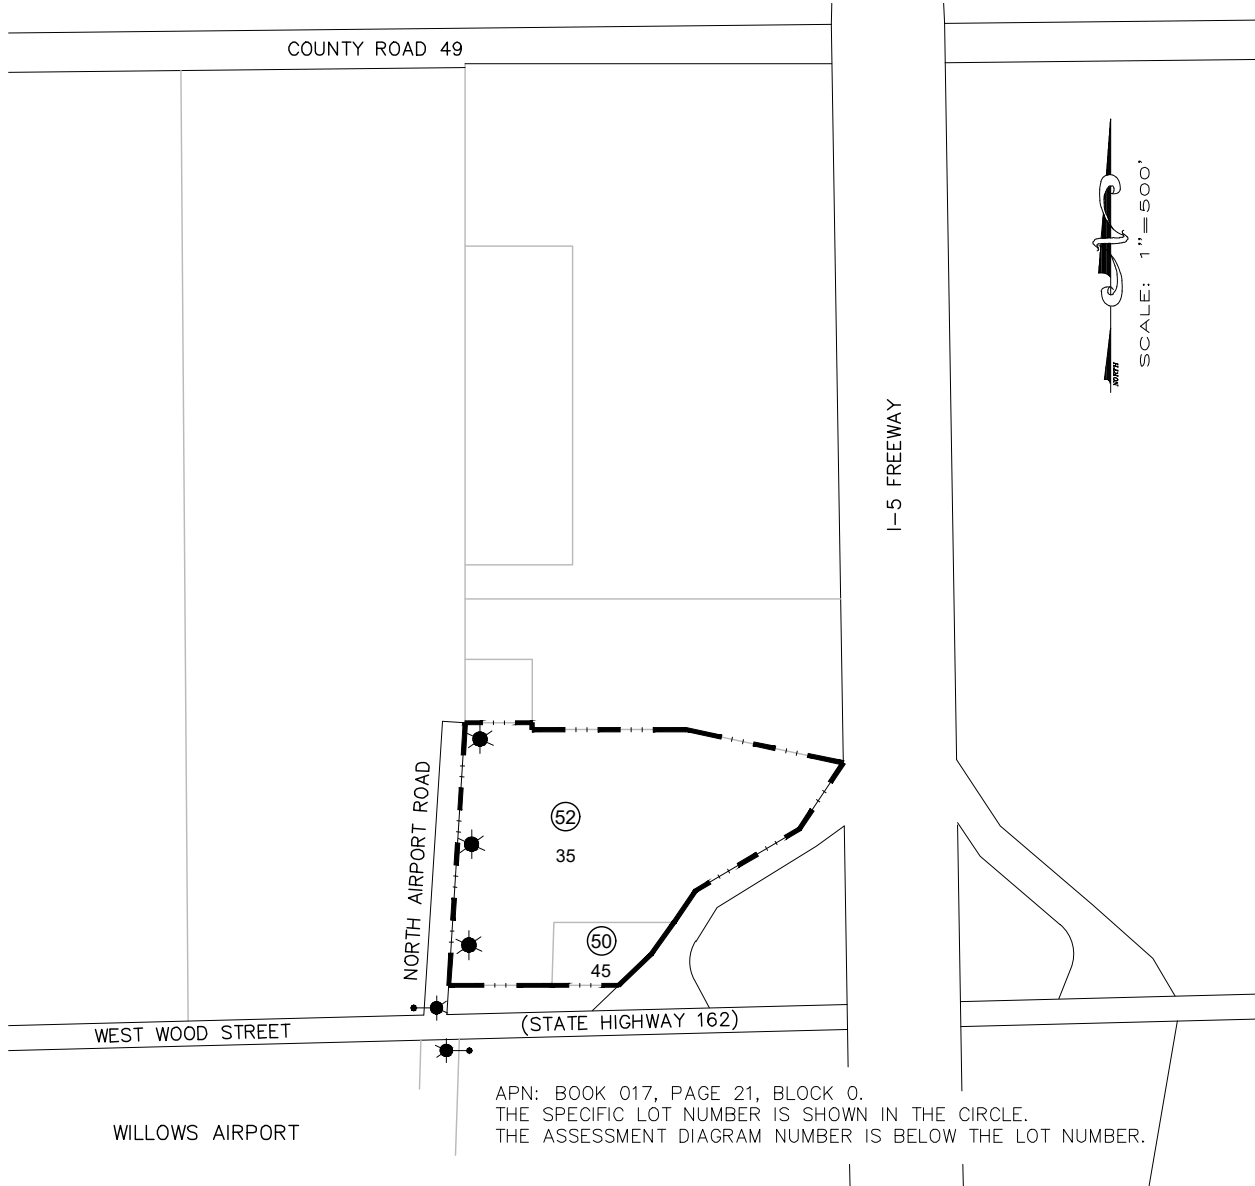 COUNTY ROAD 49
SCALE: 1"=500'
NORTH
I-5 FREEWAY
NORTH AIRPORT ROAD
52
35
50
45
WEST WOOD STREET
(STATE HIGHWAY 162)
APN: BOOK 017, PAGE 21, BLOCK 0.
THE SPECIFIC LOT NUMBER IS SHOWN IN THE CIRCLE.
THE ASSESSMENT DIAGRAM NUMBER IS BELOW THE LOT NUMBER.
WILLOWS AIRPORT